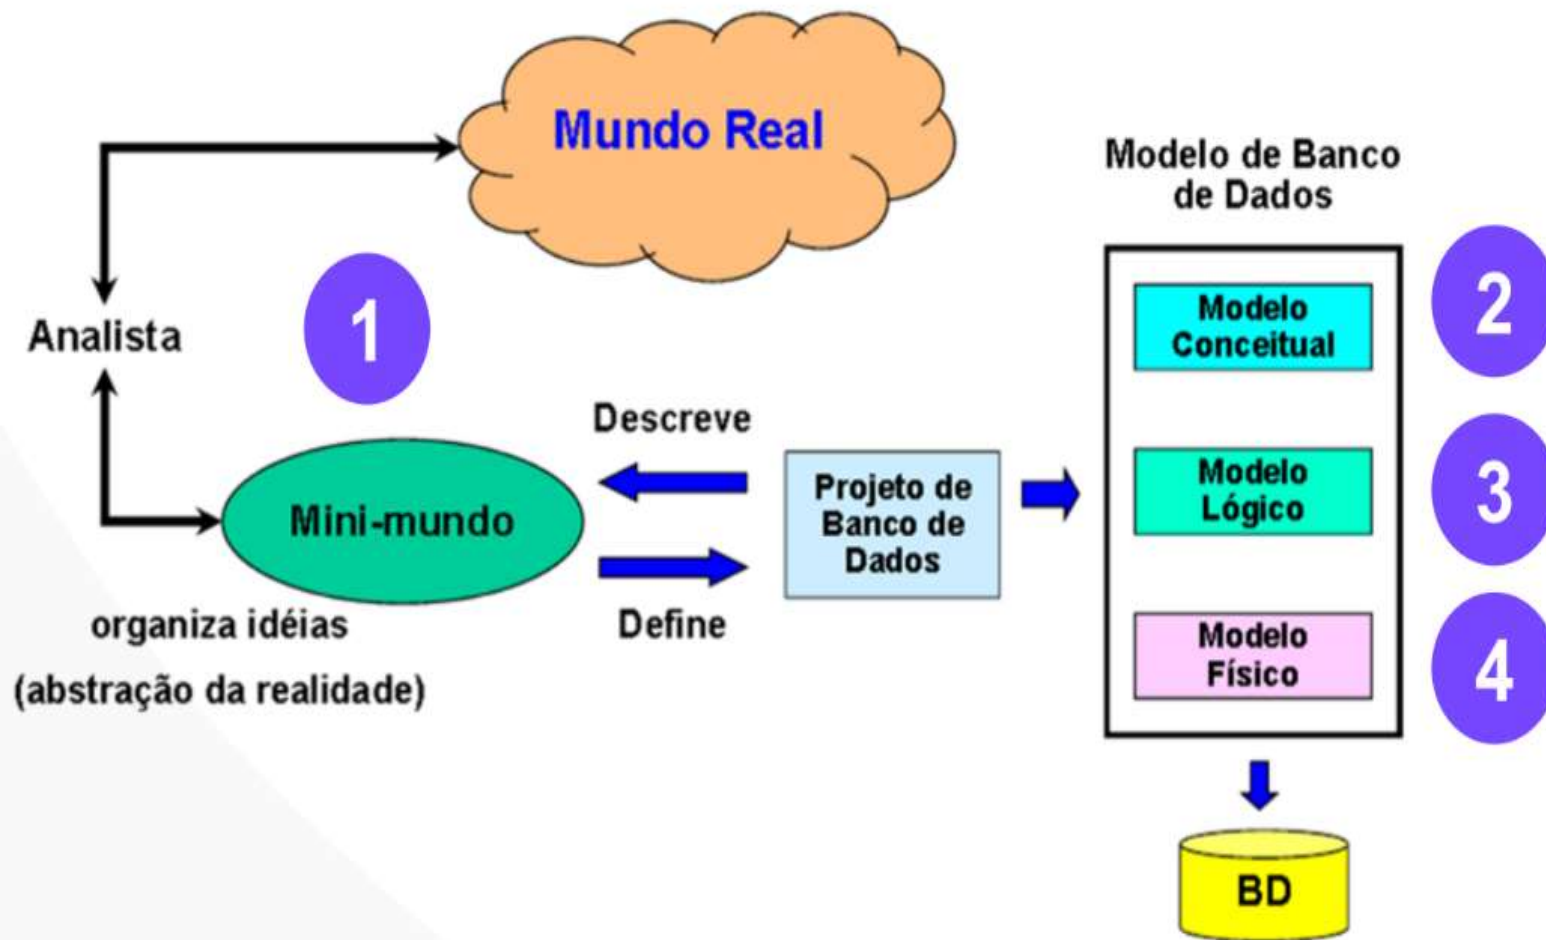 Mundo Real
Modelo de Banco
de Dados
Analista
1
Mini-mundo
organiza idéias
(abstração da realidade)
Descreve
Define
Projeto de
Banco de
Dados
Modelo
Conceitual
2
Modelo
Lógico
3
Modelo
Físico
4
BD